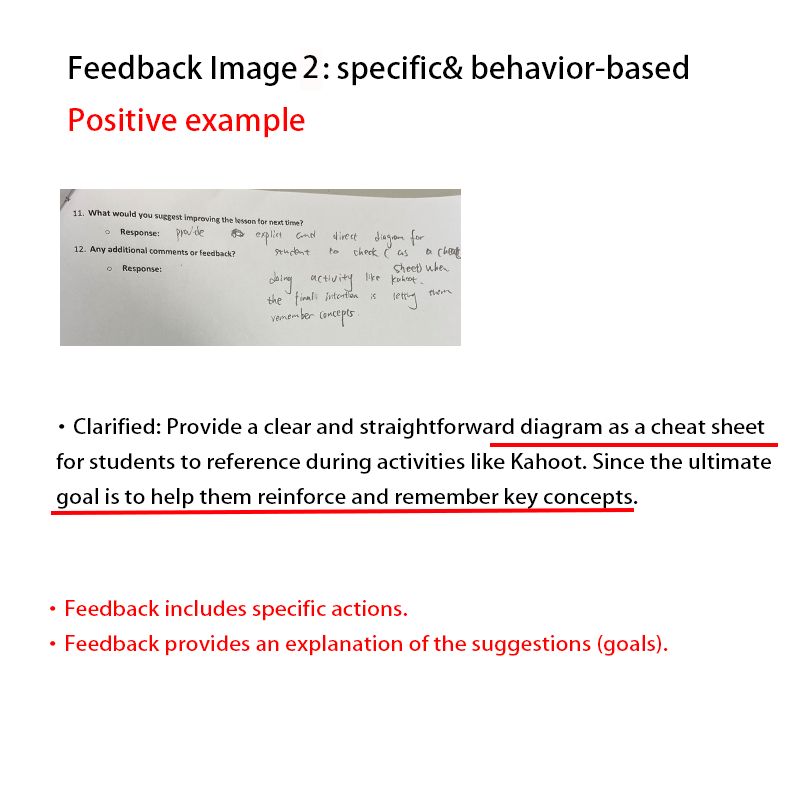 Feedback Image 2: specific& behavior-based
Positive example
11. What would you suggest improving the lesson for next time?
○ Response: provide explict and direct diagram for
student to check ( as a cheat
sheet) when
12. Any additional comments or feedback?
○ Response:
doing activity like kahoot.
the final intention is letting them
remember concepts.
• Clarified: Provide a clear and straightforward diagram as a cheat sheet
for students to reference during activities like Kahoot. Since the ultimate
goal is to help them reinforce and remember key concepts.
• Feedback includes specific actions.
• Feedback provides an explanation of the suggestions (goals).